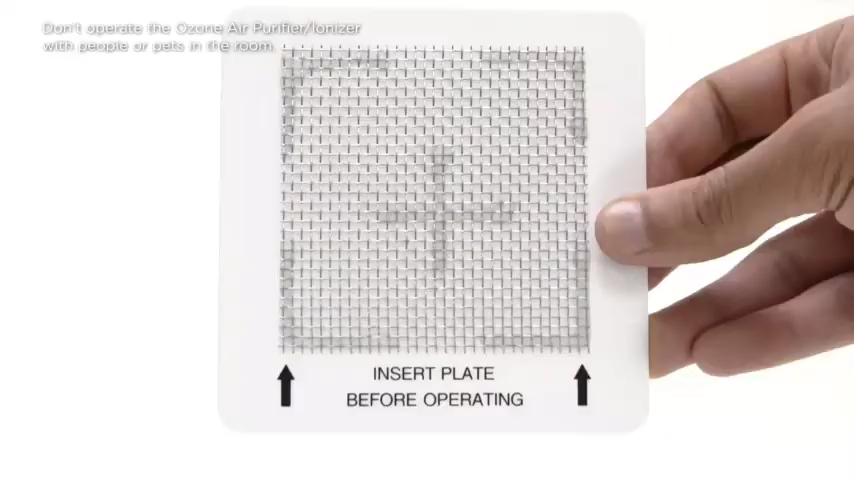 Don't operate the Ozone Air Purifier/Ionizer
with people or pets in the room.
INSERT PLATE
BEFORE OPERATING